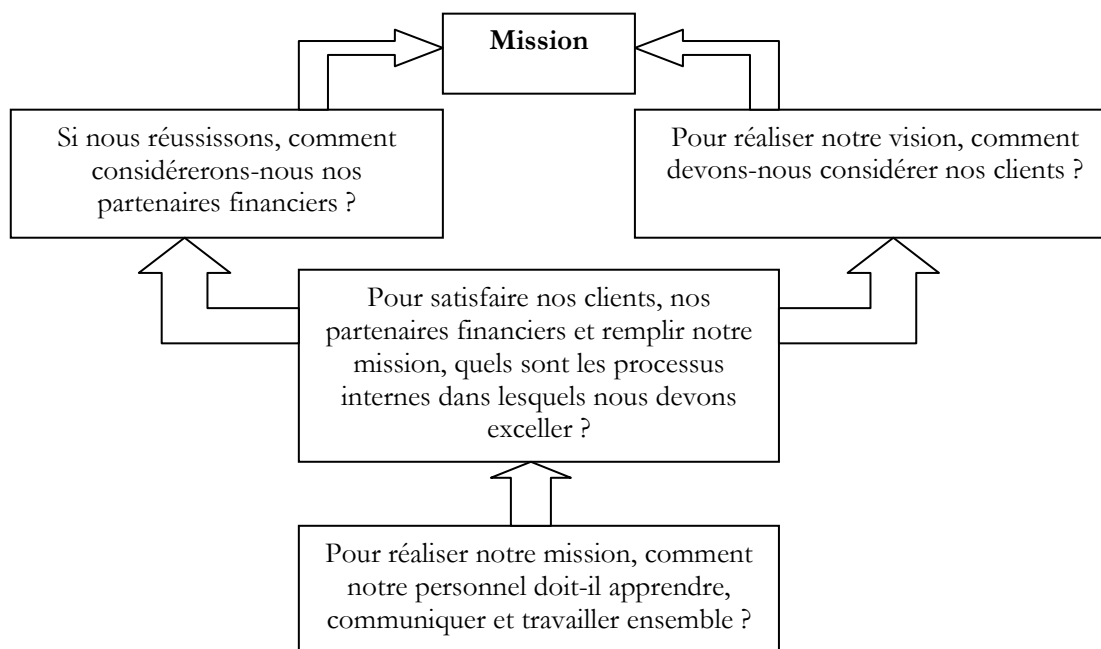 Mission
Si nous réussissons, comment
considérerons-nous nos
partenaires financiers ?
Pour réaliser notre vision, comment
devons-nous considérer nos clients ?
Pour satisfaire nos clients, nos
partenaires financiers et remplir notre
mission, quels sont les processus
internes dans lesquels nous devons
exceller ?
Pour réaliser notre mission, comment
notre personnel doit-il apprendre,
communiquer et travailler ensemble ?